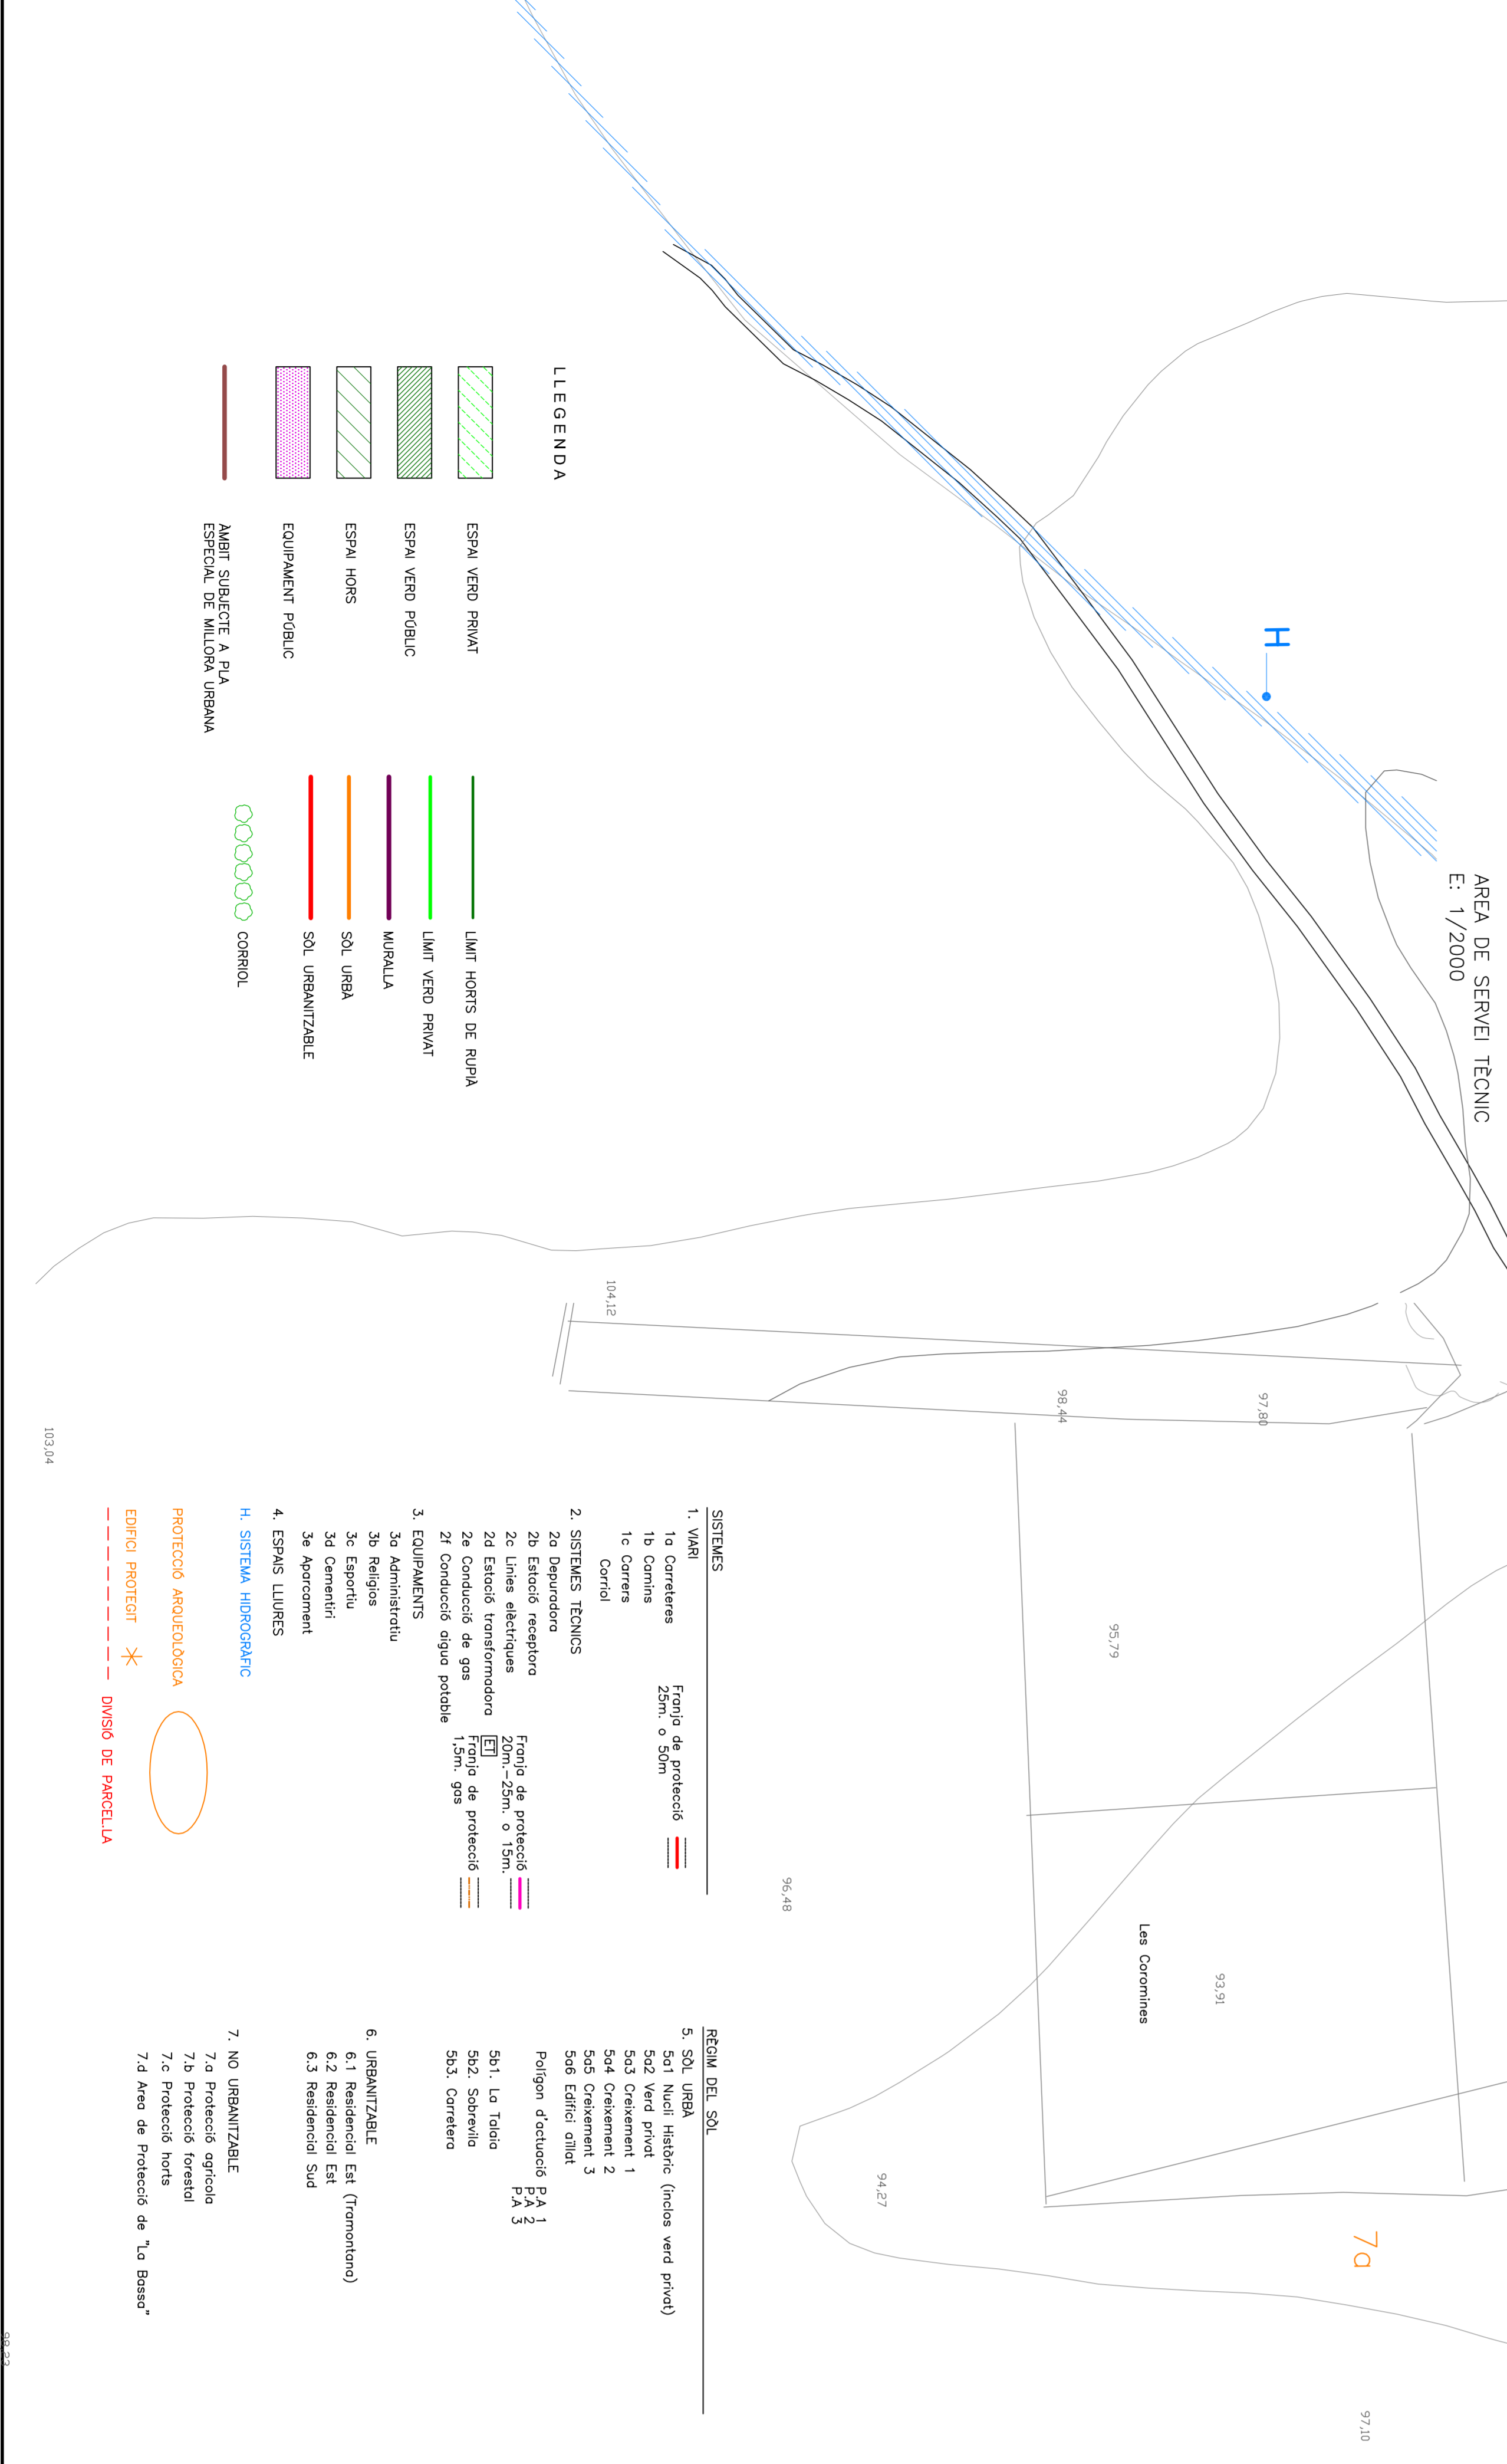 AREA DE SERVEI TÈCNIC
E: 1/2000
H
LLEGENDA
ESPAI VERD PRIVAT
ESPAI VERD PÚBLIC
ESPAI HORS
EQUIPAMENT PÚBLIC
ÀMBIT SUBJECTE A PLA
ESPECIAL DE MILLORA URBANA
LÍMIT HORTS DE RUPIÀ
LÍMIT VERD PRIVAT
MURALLA
SÒL URBÀ
SÒL URBANITZABLE
CORRIOL
104,12
98,44
97,80
103,04
95,79
96,48
Les Coromines
93,91
94,27
7a
97,10
98,23
SISTEMES
1. VIARI
1a Carreteres
1b Camins
1c Carrers
Corriol
Franja de protecció
25m. o 50m
2. SISTEMES TÈCNICS
2a Depuradora
2b Estació receptora
2c Linies elèctriques
2d Estació transformadora
2e Conducció de gas
2f Conducció aigua potable
Franja de protecció
20m.-25m. o 15m.
ET
Franja de protecció
1,5m. gas
3. EQUIPAMENTS
3a Administratiu
3b Religios
3c Esportiu
3d Cementiri
3e Aparcament
4. ESPAIS LLIURES
H. SISTEMA HIDROGRÀFIC
PROTECCIÓ ARQUEOLÒGICA
EDIFICI PROTEGIT
DIVISIÓ DE PARCEL.LA
RÈGIM DEL SÒL
5. SÒL URBÀ
5a1 Nucli Històric (inclos verd privat)
5a2 Verd privat
5a3 Creixement 1
5a4 Creixement 2
5a5 Creixement 3
5a6 Edifici aïllat
Polígon d'actuació P.A 1
P.A 2
P.A 3
5b1. La Talaia
5b2. Sobrevila
5b3. Carretera
6. URBANITZABLE
6.1 Residencial Est (Tramontana)
6.2 Residencial Est
6.3 Residencial Sud
7. NO URBANITZABLE
7.a Protecció agricola
7.b Protecció forestal
7.c Protecció horts
7.d Area de Protecció de "La Bassa"